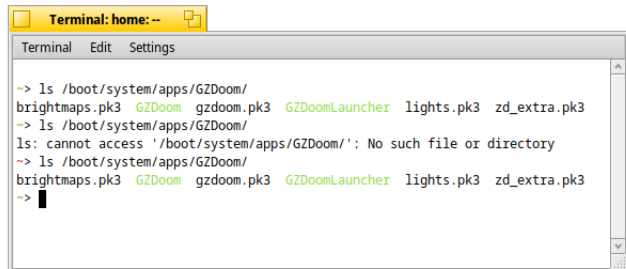 Terminal: home: --
Terminal Edit Settings
~> ls /boot/system/apps/GZDoom/
brightmaps.pk3 GZDoom gzdoom.pk3 GZDoomLauncher lights.pk3 zd_extra.pk3
~> ls /boot/system/apps/GZDoom/
ls: cannot access '/boot/system/apps/GZDoom/': No such file or directory
~> ls /boot/system/apps/GZDoom/
brightmaps.pk3 GZDoom gzdoom.pk3 GZDoomLauncher lights.pk3 zd_extra.pk3
~>